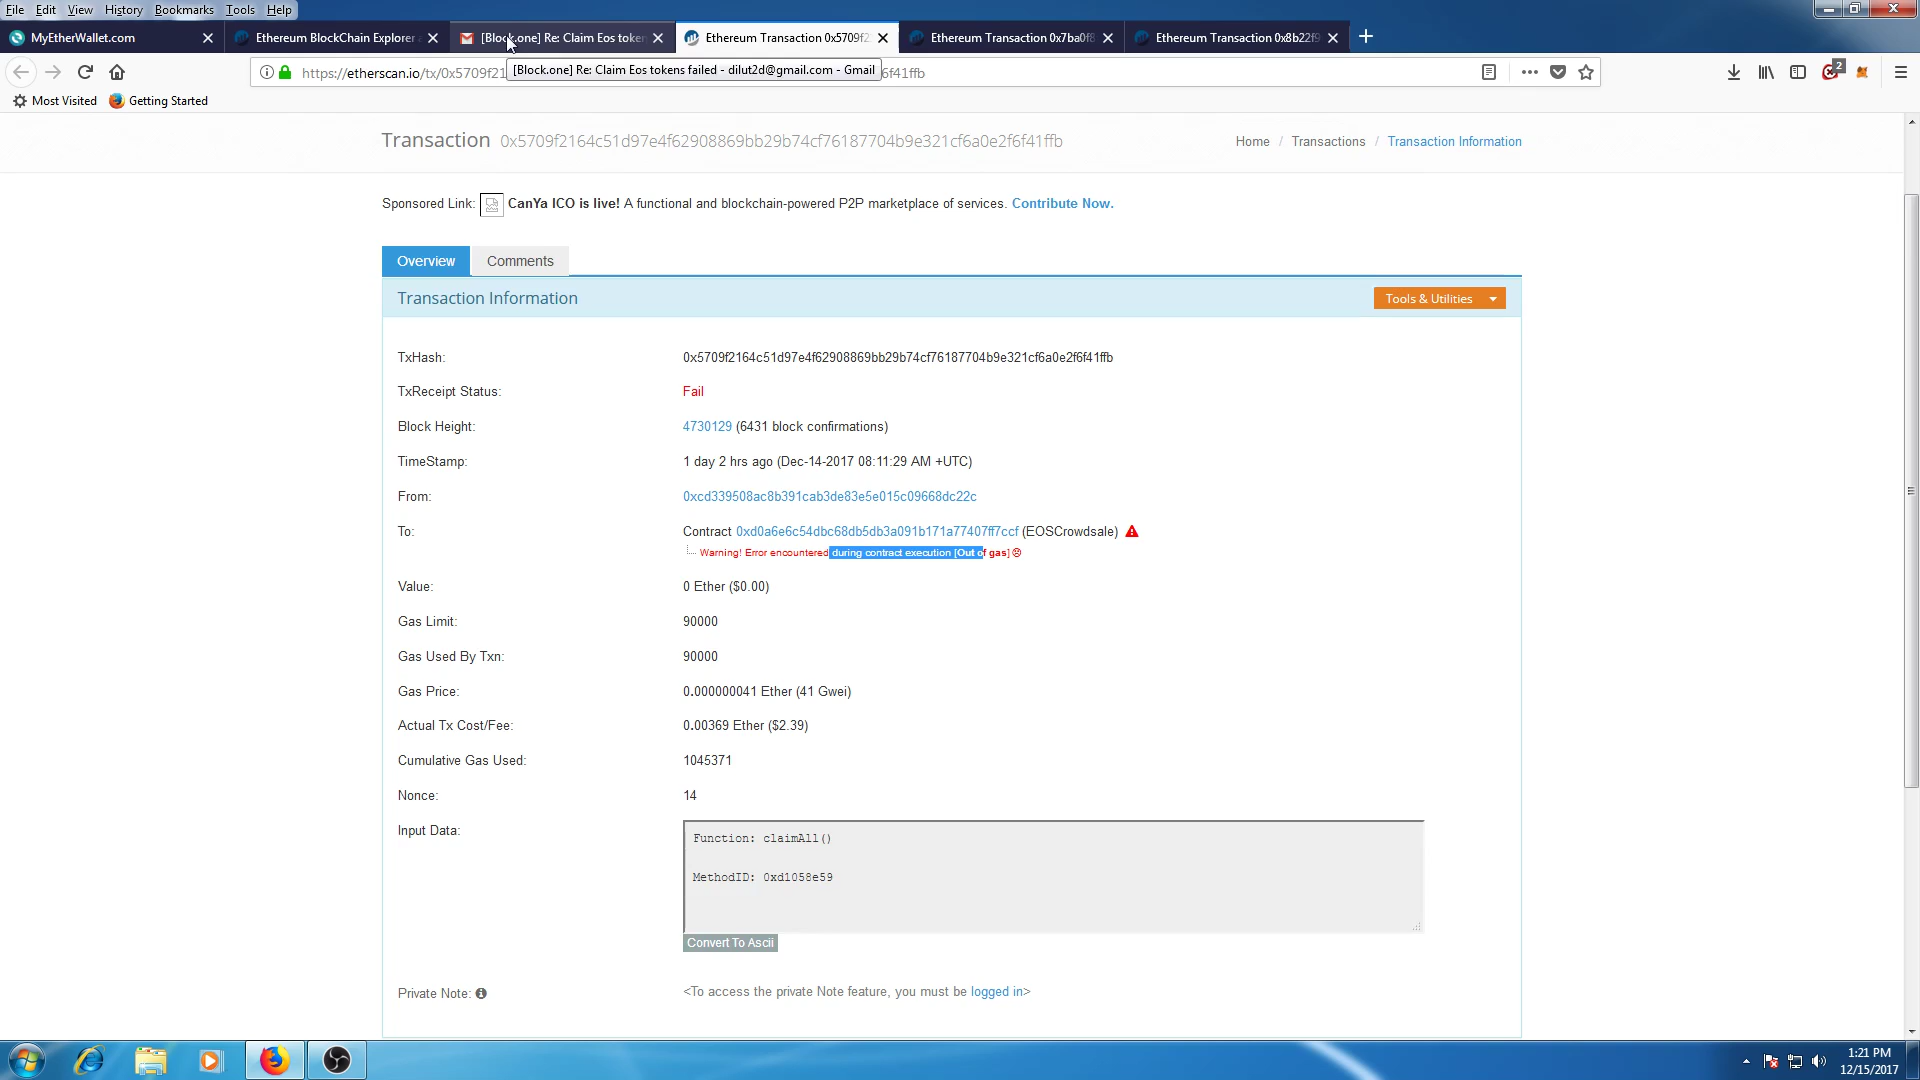 File Edit View History Bookmarks Tools Help
MyEtherWallet.com
Ethereum BlockChain Explorer
[Block.one] Re: Claim Eos token
Ethereum Transaction 0x5709f2
Ethereum Transaction 0x7ba0f8
Ethereum Transaction 0x8b22f9
https://etherscan.io/tx/0x5709f21
[Block.one] Re: Claim Eos tokens failed - dilut2d@gmail.com - Gmail
6f41ffb
2
Most Visited Getting Started
Transaction 0x5709f2164c51d97e4f62908869bb29b74cf76187704b9e321cf6a0e2f6f41ffb
Home / Transactions / Transaction Information
Sponsored Link: CanYa ICO is live! A functional and blockchain-powered P2P marketplace of services. Contribute Now.
Overview Comments
Transaction Information
Tools & Utilities
TxHash: 0x5709f2164c51d97e4f62908869bb29b74cf76187704b9e321cf6a0e2f6f41ffb
TxReceipt Status: Fail
Block Height: 4730129 (6431 block confirmations)
TimeStamp: 1 day 2 hrs ago (Dec-14-2017 08:11:29 AM +UTC)
From: 0xcd339508ac8b391cab3de83e5e015c09668dc22c
To: Contract 0xd0a6e6c54dbc68db5db3a091b171a77407ff7ccf (EOSCrowdsale)
Warning! Error encountered during contract execution [Out of gas]
Value: 0 Ether ($0.00)
Gas Limit: 90000
Gas Used By Txn: 90000
Gas Price: 0.000000041 Ether (41 Gwei)
Actual Tx Cost/Fee: 0.00369 Ether ($2.39)
Cumulative Gas Used: 1045371
Nonce: 14
Input Data: Function: claimAll()
MethodID: 0xd1058e59
Convert To Ascii
Private Note: <To access the private Note feature, you must be logged in>
1:21 PM
12/15/2017